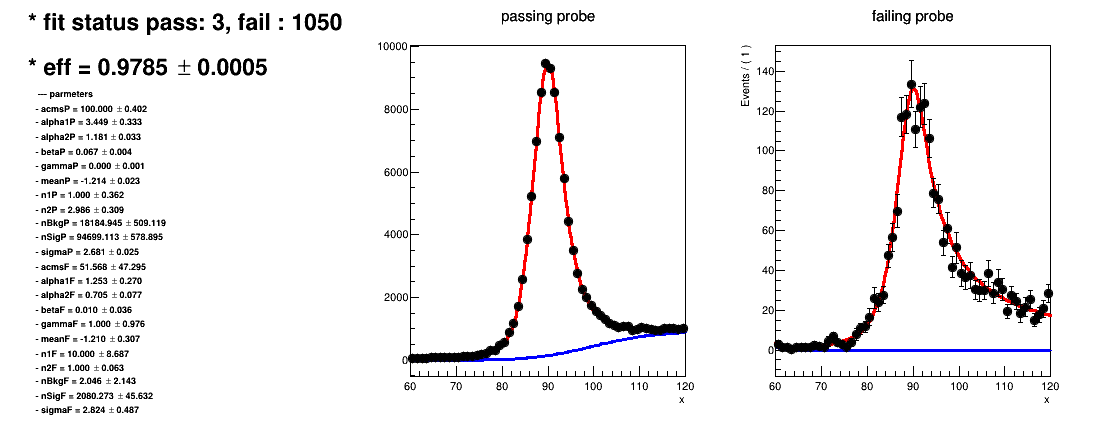 * fit status pass: 3, fail : 1050
* eff = 0.9785 ± 0.0005
--- parmeters
- acmsP = 100.000 ± 0.402
- alpha1P = 3.449 ± 0.333
- alpha2P = 1.181 ± 0.033
- betaP = 0.067 ± 0.004
- gammaP = 0.000 ± 0.001
- meanP = -1.214 ± 0.023
- n1P = 1.000 ± 0.362
- n2P = 2.986 ± 0.309
- nBkgP = 18184.945 ± 509.119
- nSigP = 94699.113 ± 578.895
- sigmaP = 2.681 ± 0.025
- acmsF = 51.568 ± 47.295
- alpha1F = 1.253 ± 0.270
- alpha2F = 0.705 ± 0.077
- betaF = 0.010 ± 0.036
- gammaF = 1.000 ± 0.976
- meanF = -1.210 ± 0.307
- n1F = 10.000 ± 8.687
- n2F = 1.000 ± 0.063
- nBkgF = 2.046 ± 2.143
- nSigF = 2080.273 ± 45.632
- sigmaF = 2.824 ± 0.487
passing probe
10000
8000
6000
4000
2000
0
60 70 80 90 100 110 120
x
failing probe
Events / ( 1 )
140
120
100
80
60
40
20
0
60 70 80 90 100 110 120
x